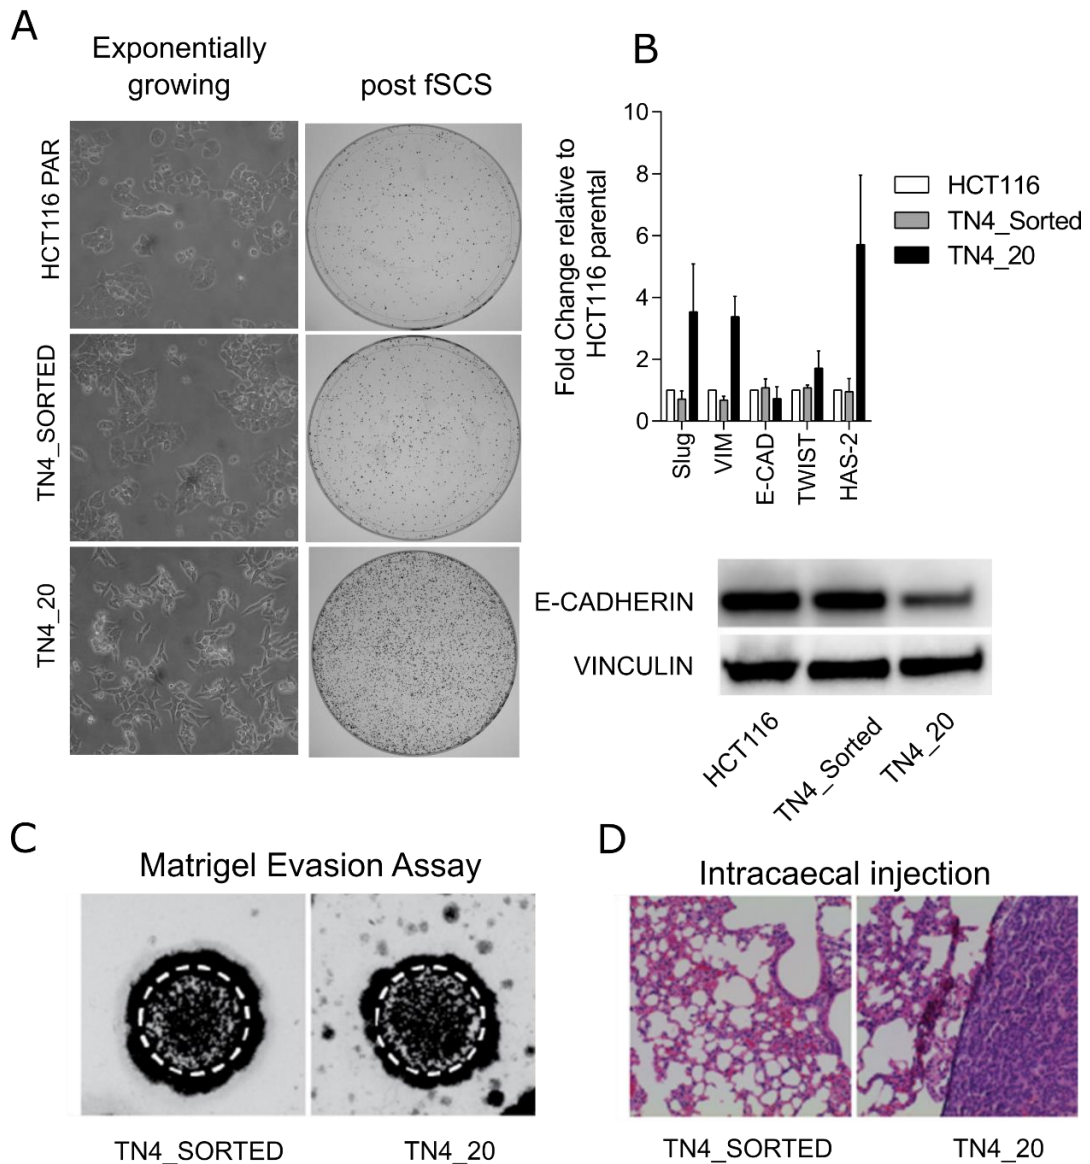 A
Exponentially
growing
post fSCS
HCT116 PAR
TN4_SORTED
TN4_20
B
Fold Change relative to
HCT116 parental
10
8
6
4
2
0
Slug
VIM
E-CAD
TWIST
HAS-2
HCT116
TN4_Sorted
TN4_20
E-CADHERIN
VINCULIN
HCT116
TN4_Sorted
TN4_20
C
Matrigel Evasion Assay
TN4_SORTED
TN4_20
D
Intracaecal injection
TN4_SORTED
TN4_20